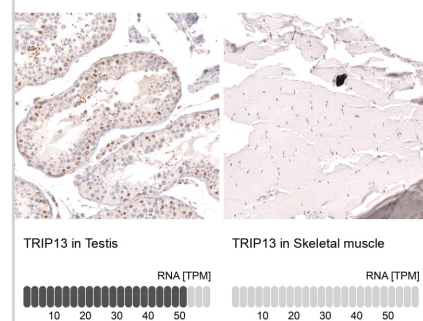 TRIP13 in Testis
TRIP13 in Skeletal muscle
RNA [TPM]
RNA [TPM]
10 20 30 40 50
10 20 30 40 50